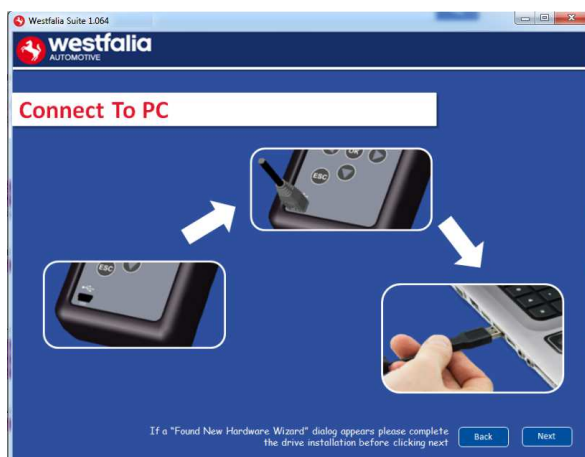 Westfalia Suite 1.064
westfalia
AUTOMOTIVE
Connect To PC
OK
ESC
ESC
If a "Found New Hardware Wizard" dialog appears please complete
the drive installation before clicking next
Back
Next